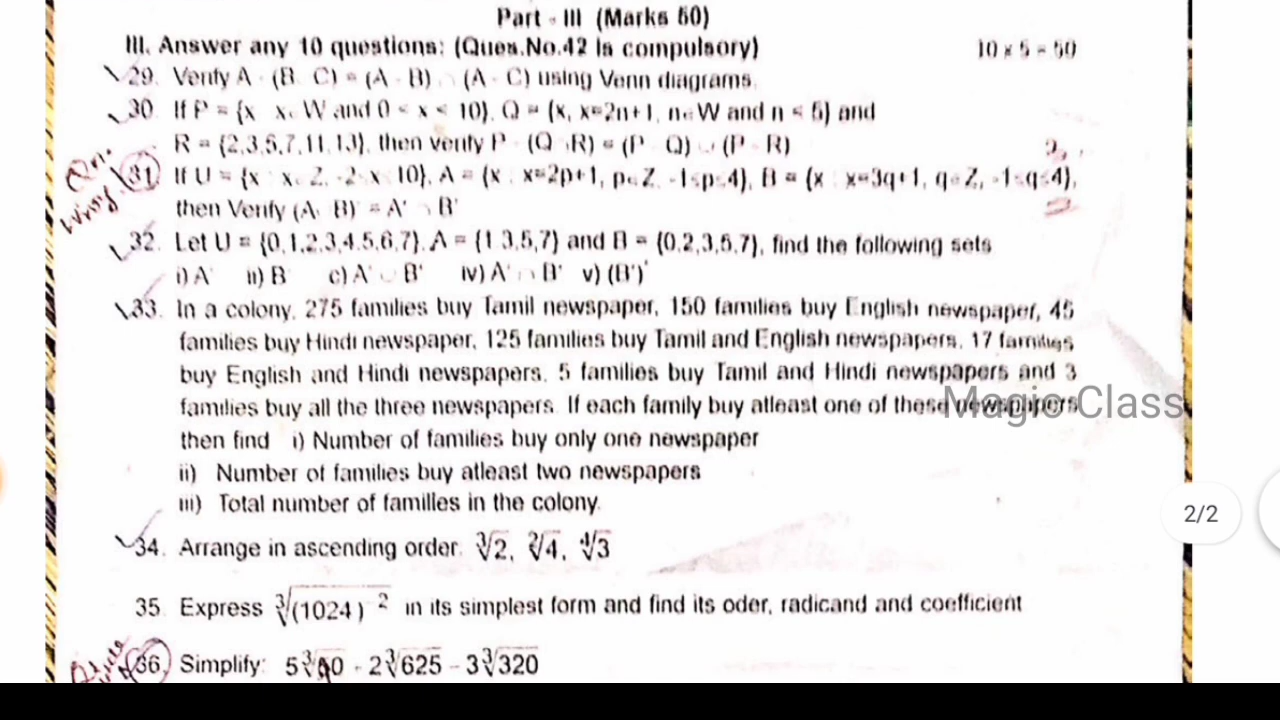 Part - III (Marks 50)
III. Answer any 10 questions: (Ques.No.42 is compulsory) 10 x 5 = 50
29. Verify A - (B C) = (A - B) ∩ (A - C) using Venn diagrams.
30 If P = {x x∈ W and 0 < x < 10}, Q = {x, x=2n+1, n∈W and n < 5} and
R = {2,3,5,7,11,13}, then verify P - (Q ∩ R) = (P Q) ∪ (P - R)
Qn. wrong
31 If U = {x : x∈ Z, -2 x 10}, A = {x : x=2p+1, p∈Z, -1≤p≤4}, B = {x : x=3q+1, q∈Z, -1≤q≤4},
then Verify (A B)' = A' ∩ B'
32. Let U = {0,1,2,3,4,5,6,7}, A = {1 3,5,7} and B = {0,2,3,5,7}, find the following sets
i) A' ii) B' c) A' ∪ B' iv) A' ∩ B' v) (B')'
33. In a colony, 275 families buy Tamil newspaper, 150 families buy English newspaper, 45
families buy Hindi newspaper, 125 families buy Tamil and English newspapers, 17 families
buy English and Hindi newspapers, 5 families buy Tamil and Hindi newspapers and 3
families buy all the three newspapers. If each family buy atleast one of these newspapers
Magic Class
then find i) Number of families buy only one newspaper
ii) Number of families buy atleast two newspapers
iii) Total number of families in the colony.
2/2
34. Arrange in ascending order. ∛2, ²√4, ∜3
35. Express ∛(1024)⁻² in its simplest form and find its oder, radicand and coefficient
36. Simplify: 5∛ 0 - 2∛625 - 3∛320